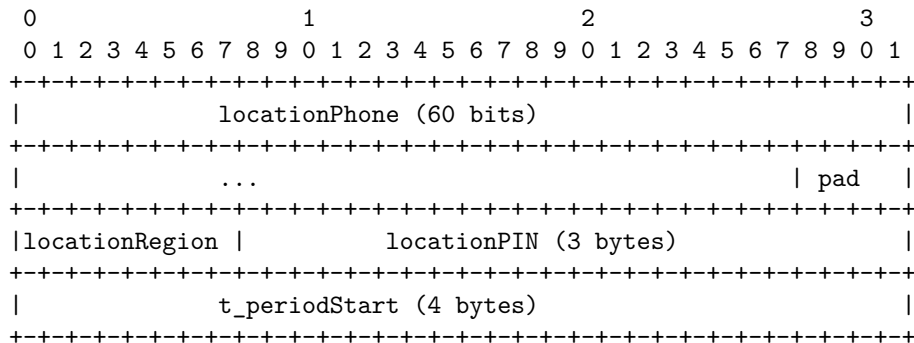 0                   1                   2                   3
 0 1 2 3 4 5 6 7 8 9 0 1 2 3 4 5 6 7 8 9 0 1 2 3 4 5 6 7 8 9 0 1
+-+-+-+-+-+-+-+-+-+-+-+-+-+-+-+-+-+-+-+-+-+-+-+-+-+-+-+-+-+-+-+-+
|              locationPhone (60 bits)                          |
+-+-+-+-+-+-+-+-+-+-+-+-+-+-+-+-+-+-+-+-+-+-+-+-+-+-+-+-+-+-+-+-+
|              ...                                      | pad   |
+-+-+-+-+-+-+-+-+-+-+-+-+-+-+-+-+-+-+-+-+-+-+-+-+-+-+-+-+-+-+-+-+
|locationRegion |          locationPIN (3 bytes)                |
+-+-+-+-+-+-+-+-+-+-+-+-+-+-+-+-+-+-+-+-+-+-+-+-+-+-+-+-+-+-+-+-+
|              t_periodStart (4 bytes)                          |
+-+-+-+-+-+-+-+-+-+-+-+-+-+-+-+-+-+-+-+-+-+-+-+-+-+-+-+-+-+-+-+-+